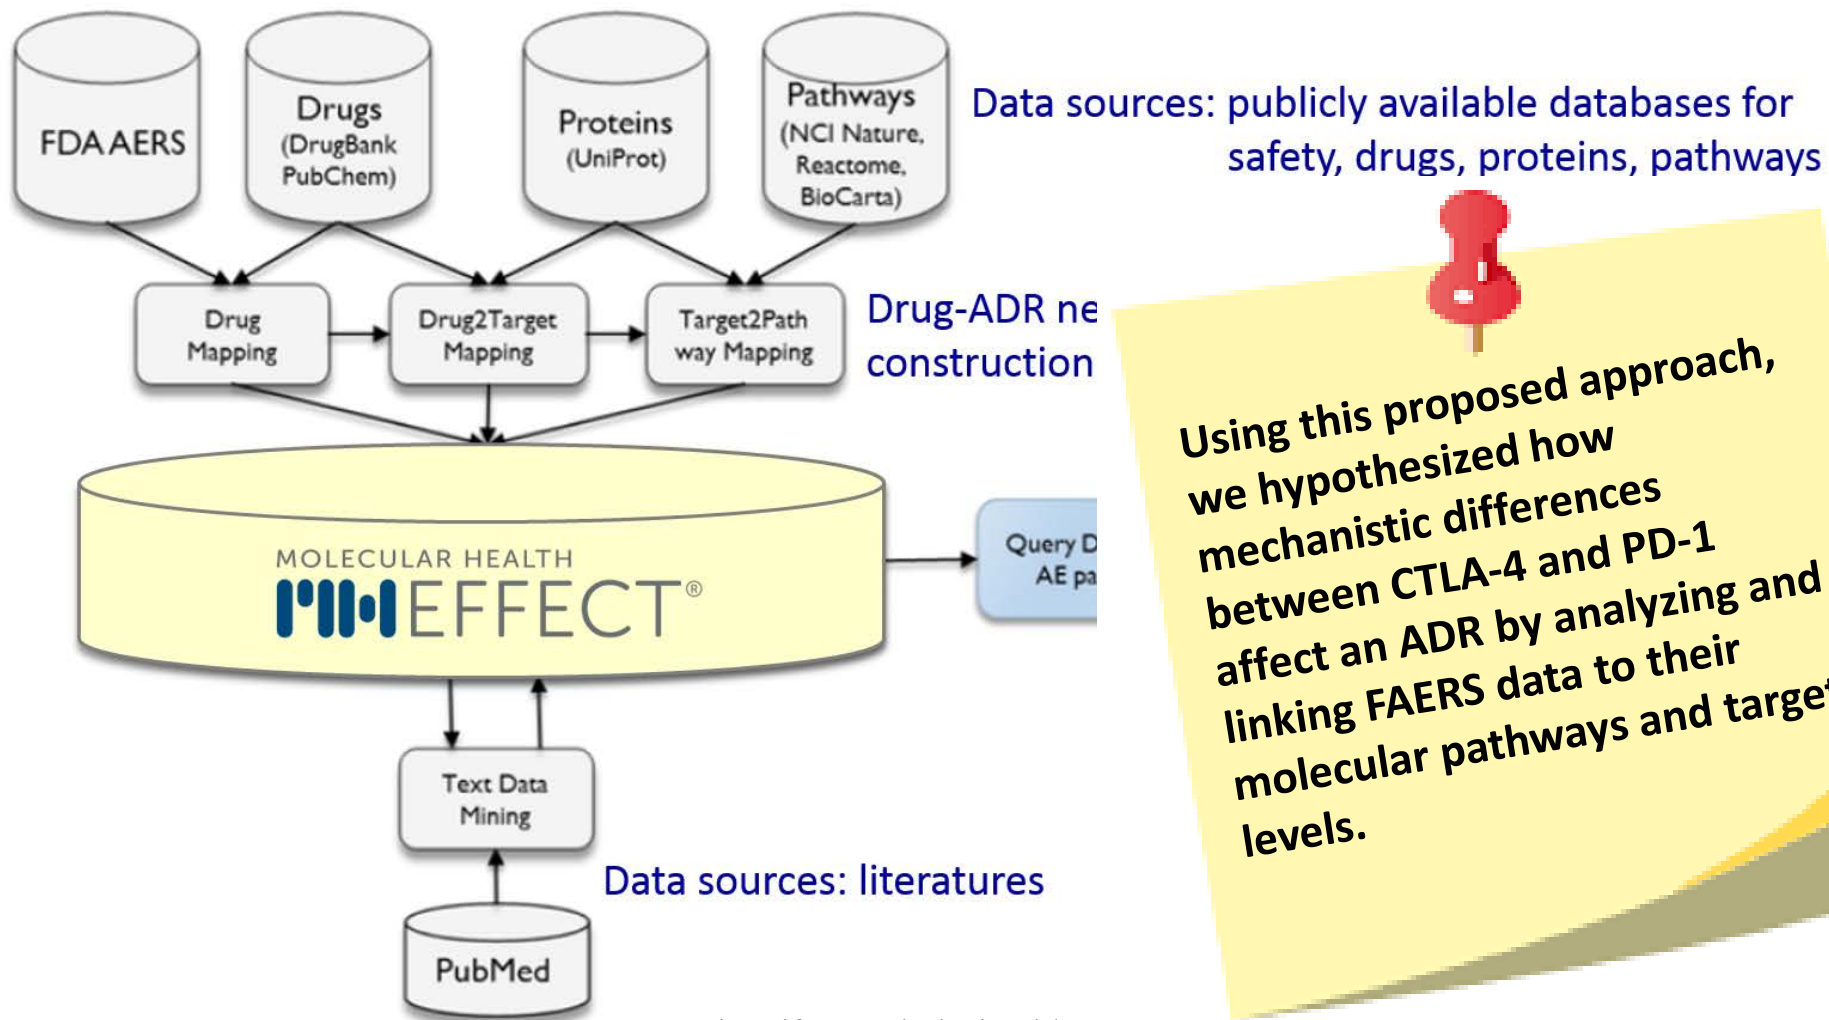 FDA AERS
Drugs
(DrugBank
PubChem)
Proteins
(UniProt)
Pathways
(NCI Nature,
Reactome,
BioCarta)
Data sources: publicly available databases for
safety, drugs, proteins, pathways
Drug
Mapping
Drug2Target
Mapping
Target2Path
way Mapping
Drug-ADR ne
construction
MOLECULAR HEALTH
EFFECT®
Query D
AE pa
Using this proposed approach,
we hypothesized how
mechanistic differences
between CTLA-4 and PD-1
affect an ADR by analyzing and
linking FAERS data to their
molecular pathways and target
levels.
Text Data
Mining
Data sources: literatures
PubMed